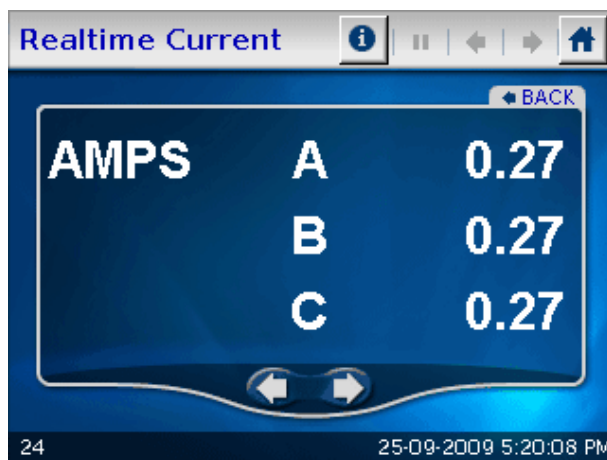 Realtime Current
BACK
AMPS A 0.27
B 0.27
C 0.27
24 25-09-2009 5:20:08 PM